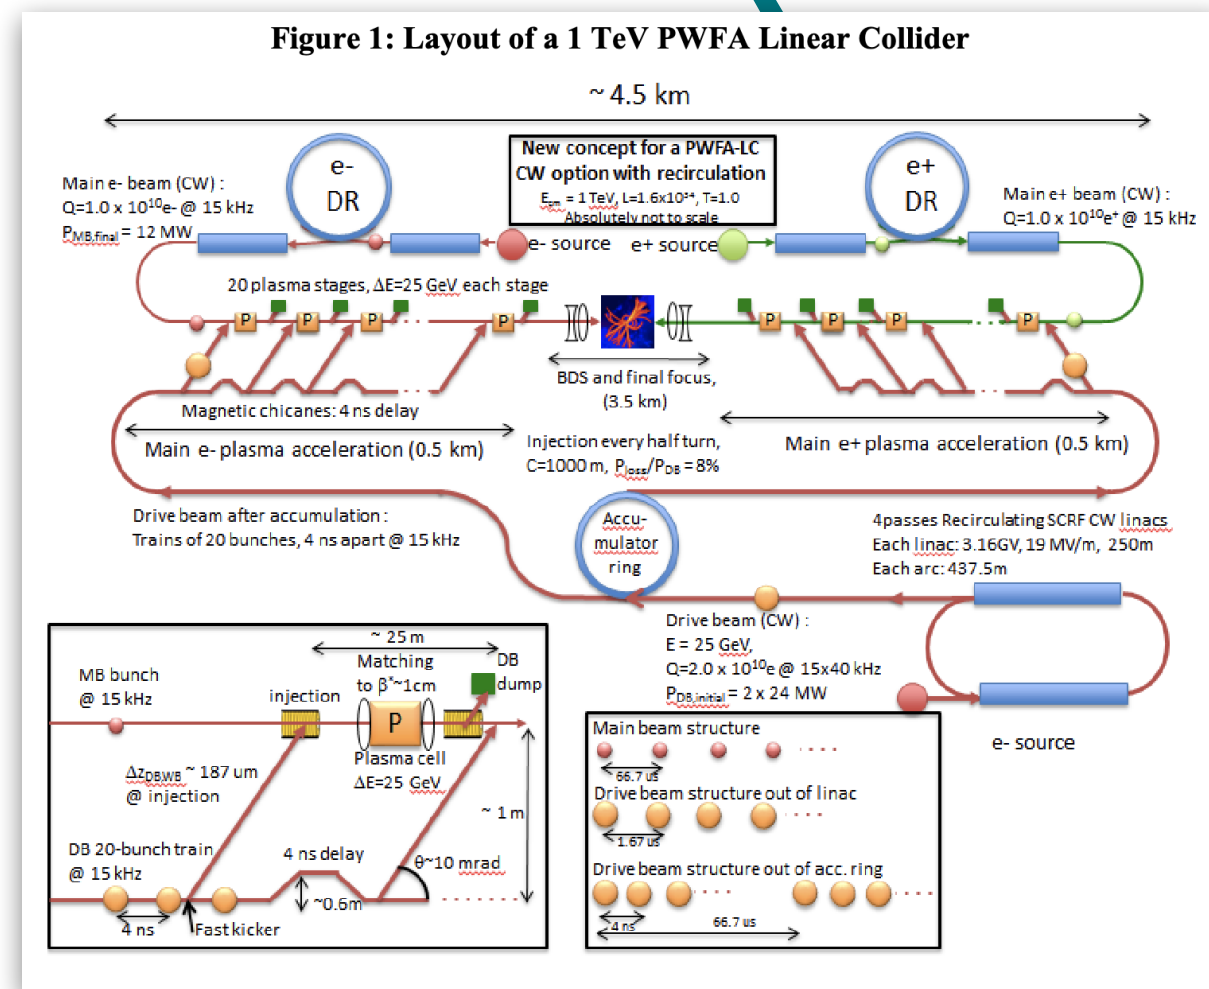 Figure 1: Layout of a 1 TeV PWFA Linear Collider
~ 4.5 km
New concept for a PWFA-LC
CW option with recirculation
E_cm = 1 TeV, L=1.6x10³⁴, T=1.0
Absolutely not to scale
e-
DR
e+
DR
Main e- beam (CW) :
Q=1.0 x 10¹⁰e- @ 15 kHz
P_MB,final = 12 MW
Main e+ beam (CW) :
Q=1.0 x 10¹⁰e⁺ @ 15 kHz
e- source
e+ source
20 plasma stages, ΔE=25 GeV each stage
P
P
P
P
P
P
P
P
BDS and final focus,
(3.5 km)
Magnetic chicanes: 4 ns delay
Main e- plasma acceleration (0.5 km)
Injection every half turn,
C=1000 m, P_loss/P_DB = 8%
Main e+ plasma acceleration (0.5 km)
Drive beam after accumulation :
Trains of 20 bunches, 4 ns apart @ 15 kHz
Accu-
mulator
ring
4passes Recirculating SCRF CW linacs
Each linac: 3.16GV, 19 MV/m, 250m
Each arc: 437.5m
Drive beam (CW) :
E = 25 GeV,
Q=2.0 x 10¹⁰e @ 15x40 kHz
P_DB,initial = 2 x 24 MW
e- source
~ 25 m
MB bunch
@ 15 kHz
injection
Matching
to β*~1cm
DB
dump
P
Plasma cell
ΔE=25 GeV
Δz_DB,WB ~ 187 um
@ injection
~ 1 m
DB 20-bunch train
@ 15 kHz
4 ns delay
θ~10 mrad
~0.6m
4 ns
Fast kicker
Main beam structure
66.7 us
Drive beam structure out of linac
1.67 us
Drive beam structure out of acc. ring
4 ns
66.7 us